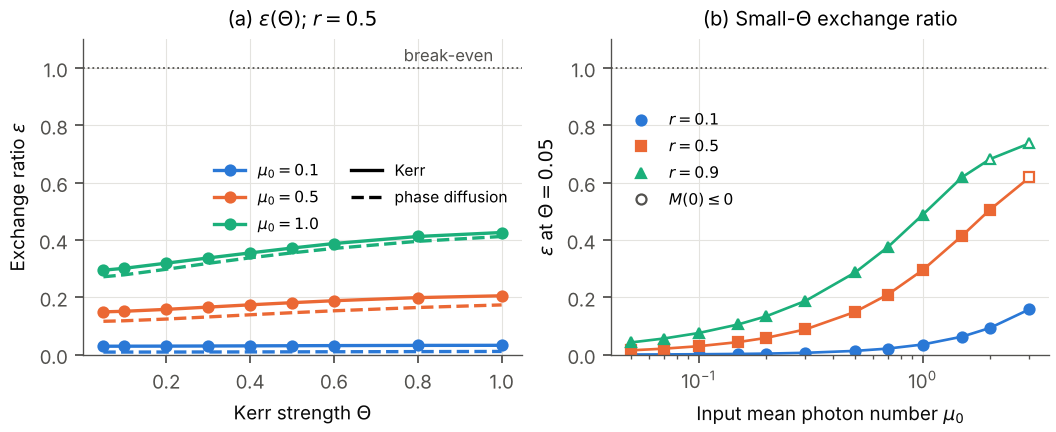 (a) ε(Θ); r = 0.5
break-even
Exchange ratio ε
1.0
0.8
0.6
0.4
0.2
0.0
μ₀ = 0.1
μ₀ = 0.5
μ₀ = 1.0
Kerr
phase diffusion
0.2
0.4
0.6
0.8
1.0
Kerr strength Θ
(b) Small-Θ exchange ratio
ε at Θ = 0.05
1.0
0.8
0.6
0.4
0.2
0.0
r = 0.1
r = 0.5
r = 0.9
M(0) ≤ 0
10⁻¹
10⁰
Input mean photon number μ₀